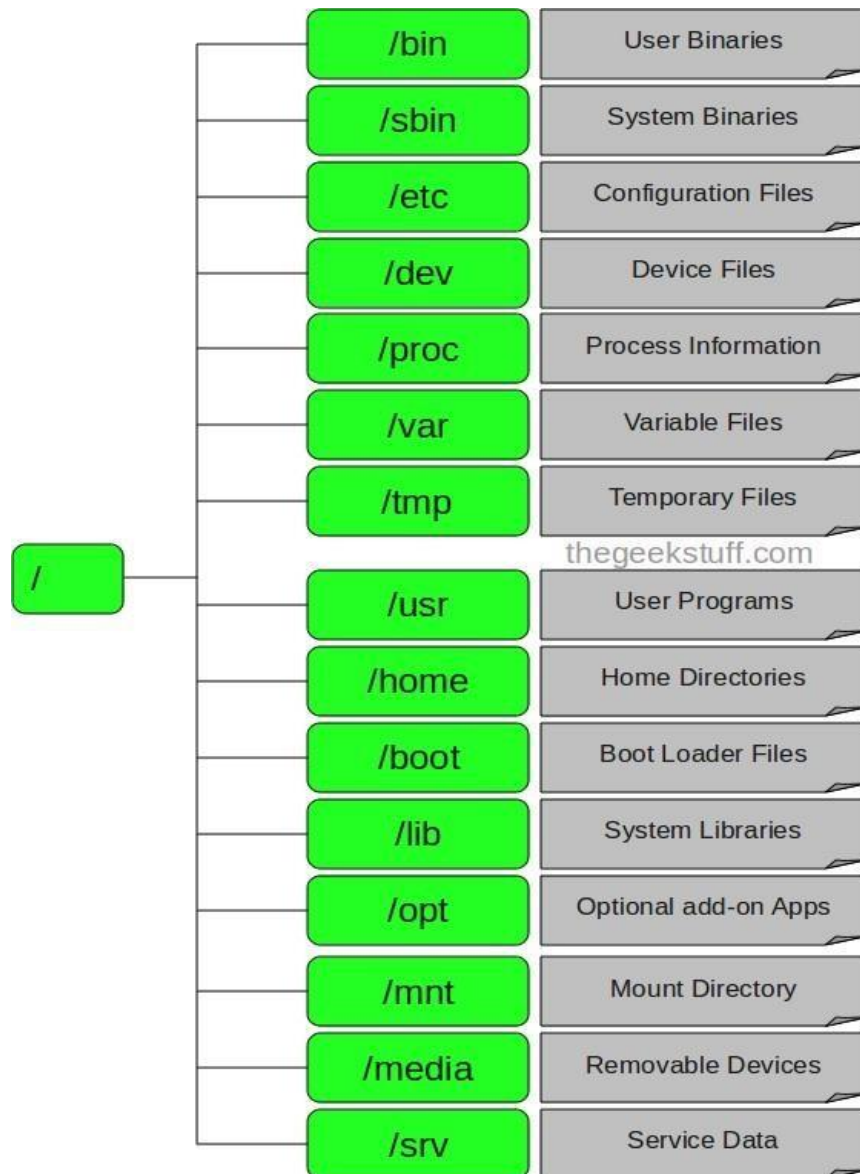 /bin
User Binaries
/sbin
System Binaries
/etc
Configuration Files
/dev
Device Files
/proc
Process Information
/var
Variable Files
/tmp
Temporary Files
thegeekstuff.com
/
/usr
User Programs
/home
Home Directories
/boot
Boot Loader Files
/lib
System Libraries
/opt
Optional add-on Apps
/mnt
Mount Directory
/media
Removable Devices
/srv
Service Data